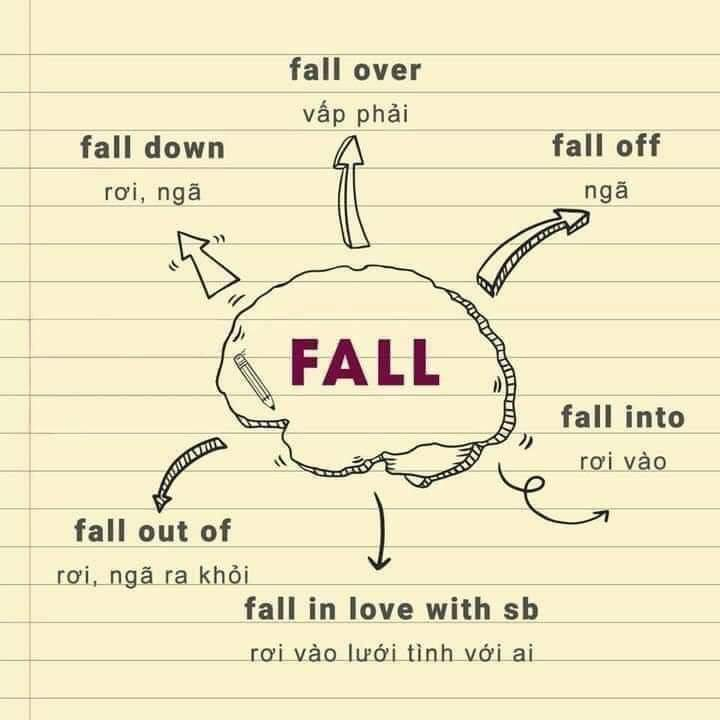 fall over
vấp phải
fall down
rơi, ngã
fall off
ngã
FALL
fall into
rơi vào
fall out of
rơi, ngã ra khỏi
fall in love with sb
rơi vào lưới tình với ai